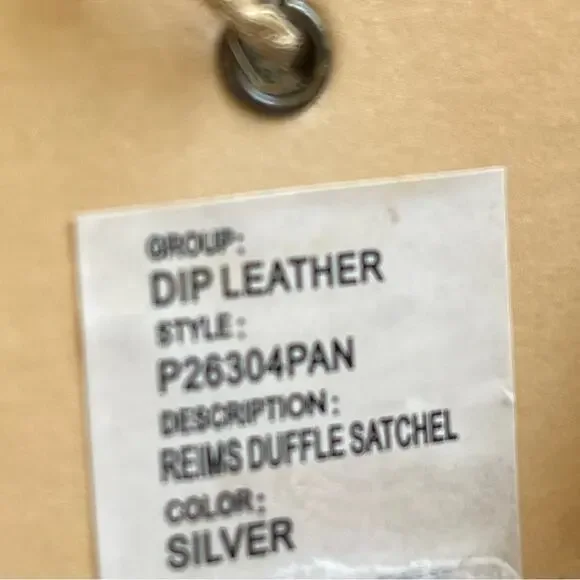 GROUP:
DIP LEATHER
STYLE:
P26304PAN
DESCRIPTION:
REIMS DUFFLE SATCHEL
COLOR:
SILVER